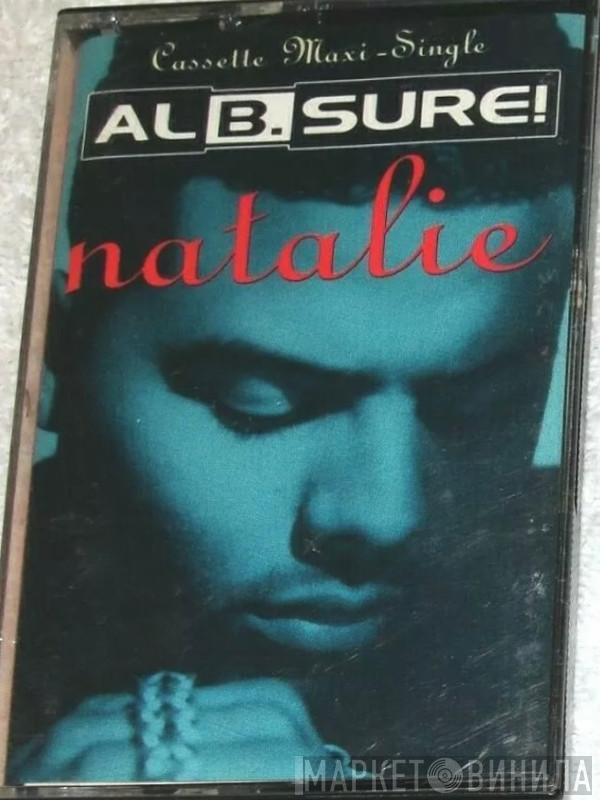 Cassette Maxi-Single
AL B. SURE!
natalie
МАРКЕТ ВИНИЛА